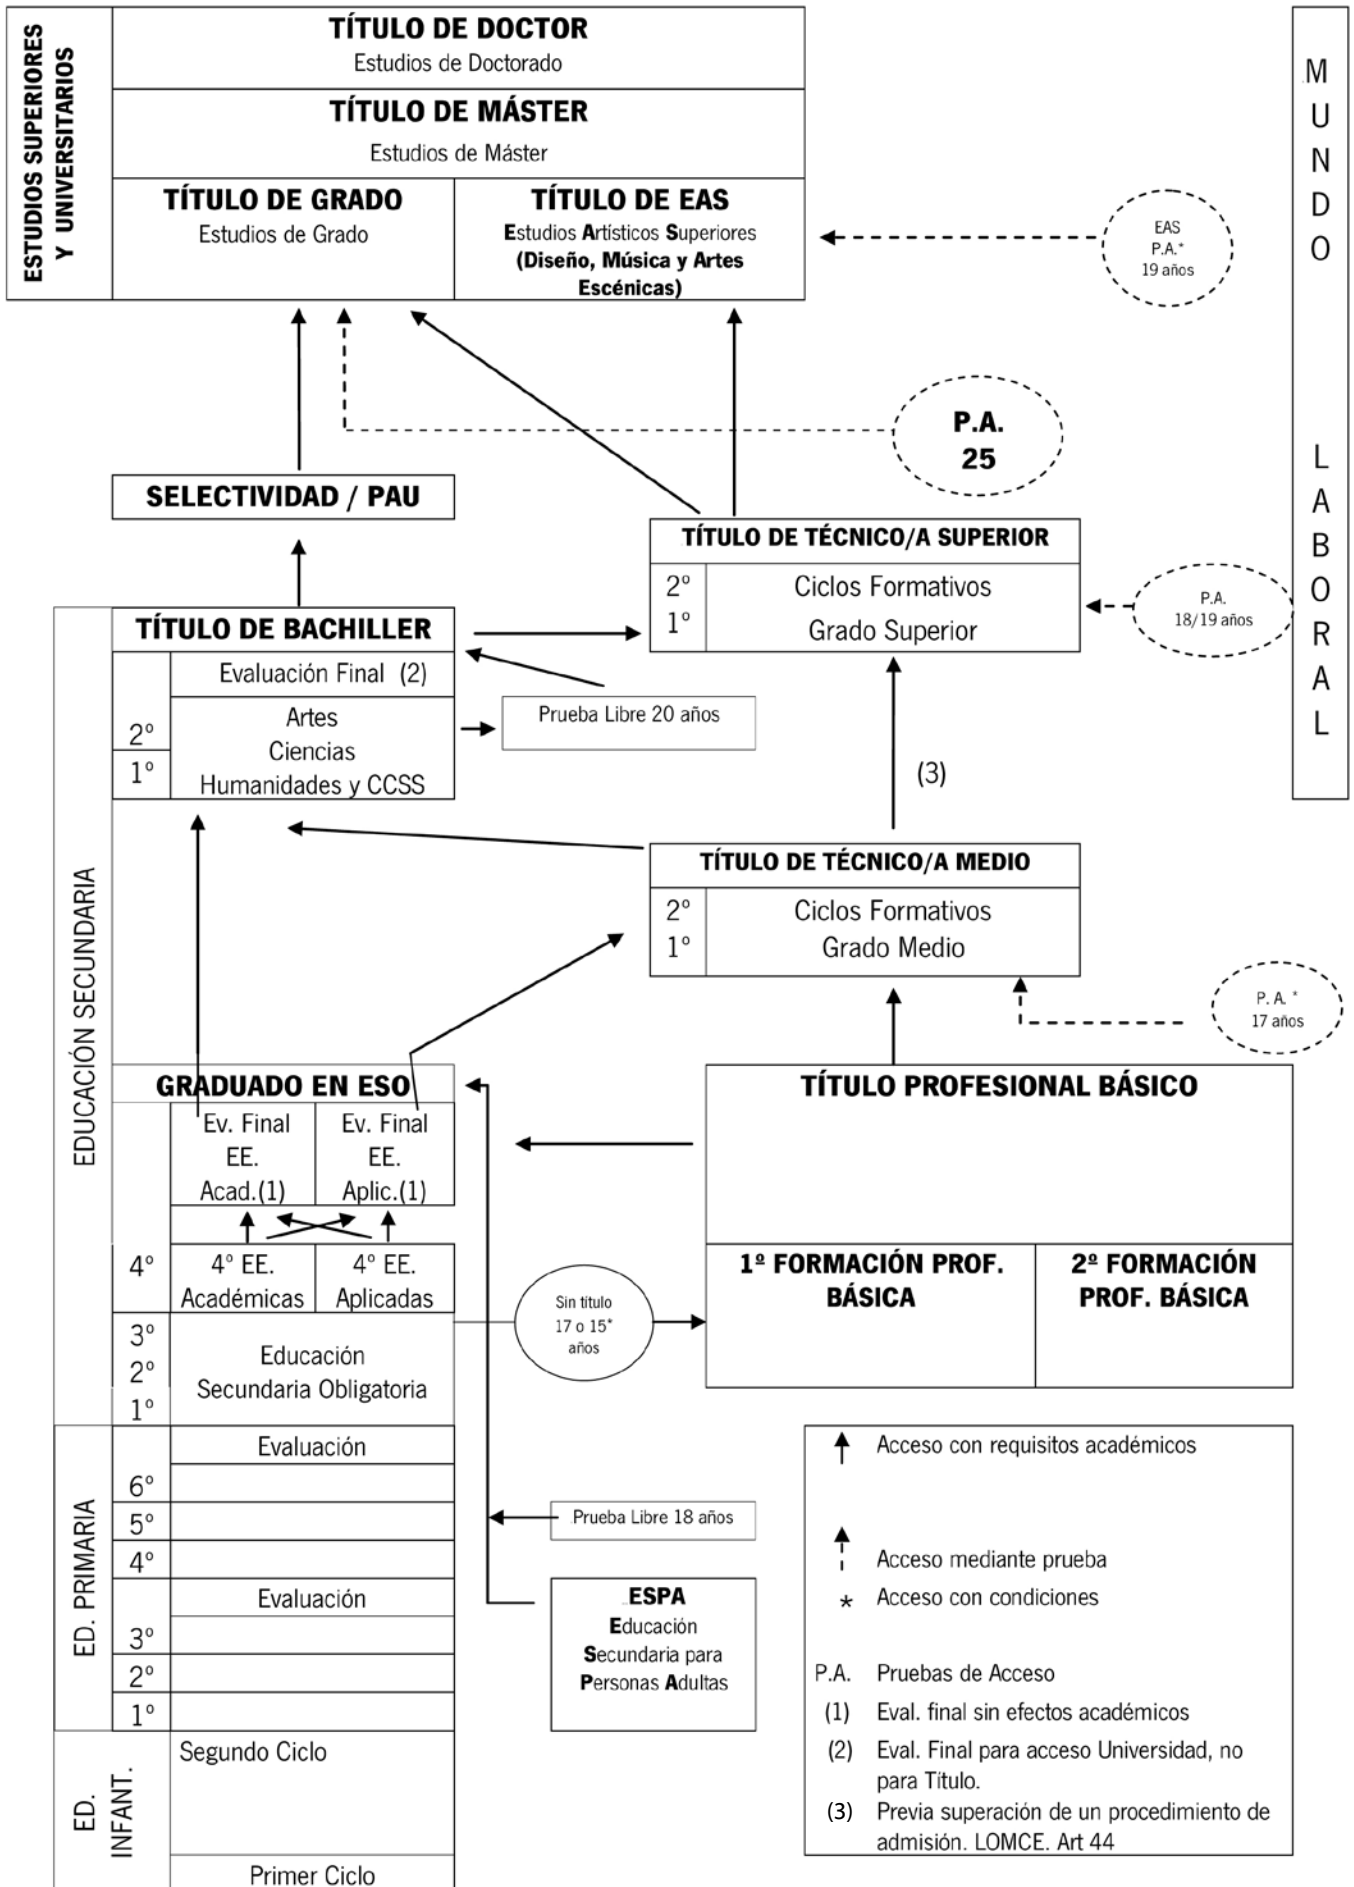 ESTUDIOS SUPERIORES
Y UNIVERSITARIOS
TÍTULO DE DOCTOR
Estudios de Doctorado
TÍTULO DE MÁSTER
Estudios de Máster
TÍTULO DE GRADO
Estudios de Grado
TÍTULO DE EAS
Estudios Artísticos Superiores
(Diseño, Música y Artes
Escénicas)
EAS
P.A.*
19 años
MUNDO LABORAL
P.A.
25
SELECTIVIDAD / PAU
TÍTULO DE TÉCNICO/A SUPERIOR
2º
1º
Ciclos Formativos
Grado Superior
P.A.
18/19 años
EDUCACIÓN SECUNDARIA
TÍTULO DE BACHILLER
Evaluación Final (2)
2º
1º
Artes
Ciencias
Humanidades y CCSS
Prueba Libre 20 años
(3)
TÍTULO DE TÉCNICO/A MEDIO
2º
1º
Ciclos Formativos
Grado Medio
P. A. *
17 años
GRADUADO EN ESO
Ev. Final
EE.
Acad.(1)
Ev. Final
EE.
Aplic.(1)
TÍTULO PROFESIONAL BÁSICO
4º
4º EE.
Académicas
4º EE.
Aplicadas
1º FORMACIÓN PROF.
BÁSICA
2º FORMACIÓN
PROF. BÁSICA
Sin título
17 o 15*
años
3º
2º
1º
Educación
Secundaria Obligatoria
ED. PRIMARIA
Evaluación
6º
5º
4º
Evaluación
3º
2º
1º
Prueba Libre 18 años
ESPA
Educación
Secundaria para
Personas Adultas
ED.
INFANT.
Segundo Ciclo
Primer Ciclo
Acceso con requisitos académicos
Acceso mediante prueba
* Acceso con condiciones
P.A. Pruebas de Acceso
(1) Eval. final sin efectos académicos
(2) Eval. Final para acceso Universidad, no
para Título.
(3) Previa superación de un procedimiento de
admisión. LOMCE. Art 44